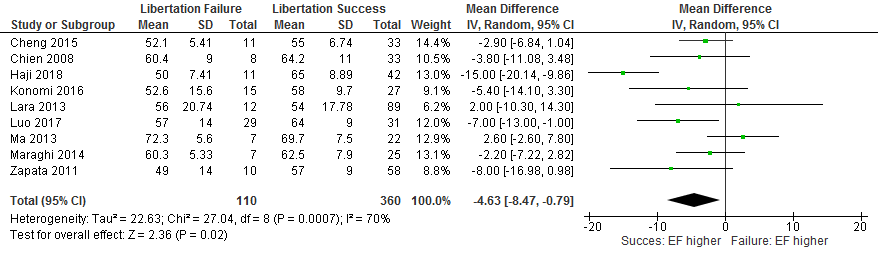 Libertation Failure Libertation Success Mean Difference Mean Difference
Study or Subgroup Mean SD Total Mean SD Total Weight IV, Random, 95% CI IV, Random, 95% CI
Cheng 2015 52.1 5.41 11 55 6.74 33 14.4% -2.90 [-6.84, 1.04]
Chien 2008 60.4 9 8 64.2 11 33 10.5% -3.80 [-11.08, 3.48]
Haji 2018 50 7.41 11 65 8.89 42 13.0% -15.00 [-20.14, -9.86]
Konomi 2016 52.6 15.6 15 58 9.7 27 9.4% -5.40 [-14.10, 3.30]
Lara 2013 56 20.74 12 54 17.78 89 6.6% 2.00 [-10.30, 14.30]
Luo 2017 57 14 29 64 9 31 12.0% -7.00 [-13.00, -1.00]
Ma 2013 72.3 5.6 7 69.7 7.5 22 12.9% 2.60 [-2.60, 7.80]
Maraghi 2014 60.3 5.33 7 62.5 7.9 25 13.1% -2.20 [-7.22, 2.82]
Zapata 2011 49 14 10 57 9 58 8.8% -8.00 [-16.98, 0.98]
Total (95% CI) 110 360 100.0% -4.63 [-8.47, -0.79]
Heterogeneity: Tau² = 22.63; Chi² = 27.04, df = 8 (P = 0.0007); I² = 70%
Test for overall effect: Z = 2.36 (P = 0.02)
-20 -10 0 10 20
Succes: EF higher Failure: EF higher